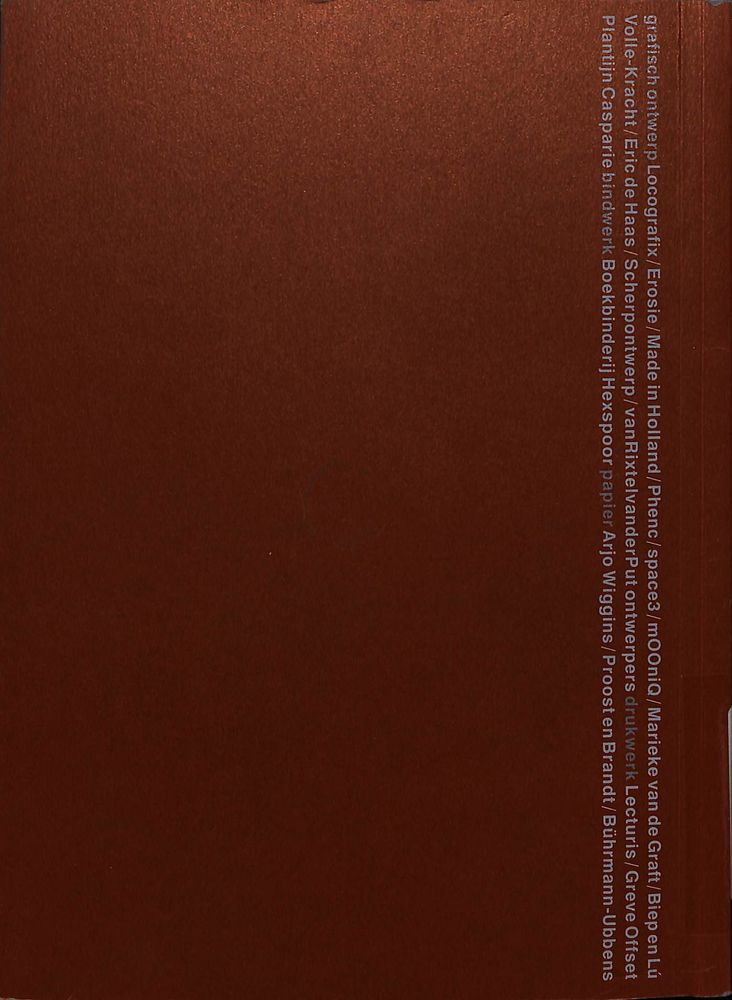 grafisch ontwerp Locografix/Erosie/Made in Holland/Phenc/space3/mOOniQ/Marieke van de Graft/Biep en Lú
Volle-Kracht/Eric de Haas/Scherpontwerp/vanRixtelvanderPut ontwerpers drukwerk Lecturis/Greve Offset
Plantijn Casparie bindwerk Boekbinderij Hexspoor papier Arjo Wiggins/Proost en Brandt/Bührmann-Ubbens